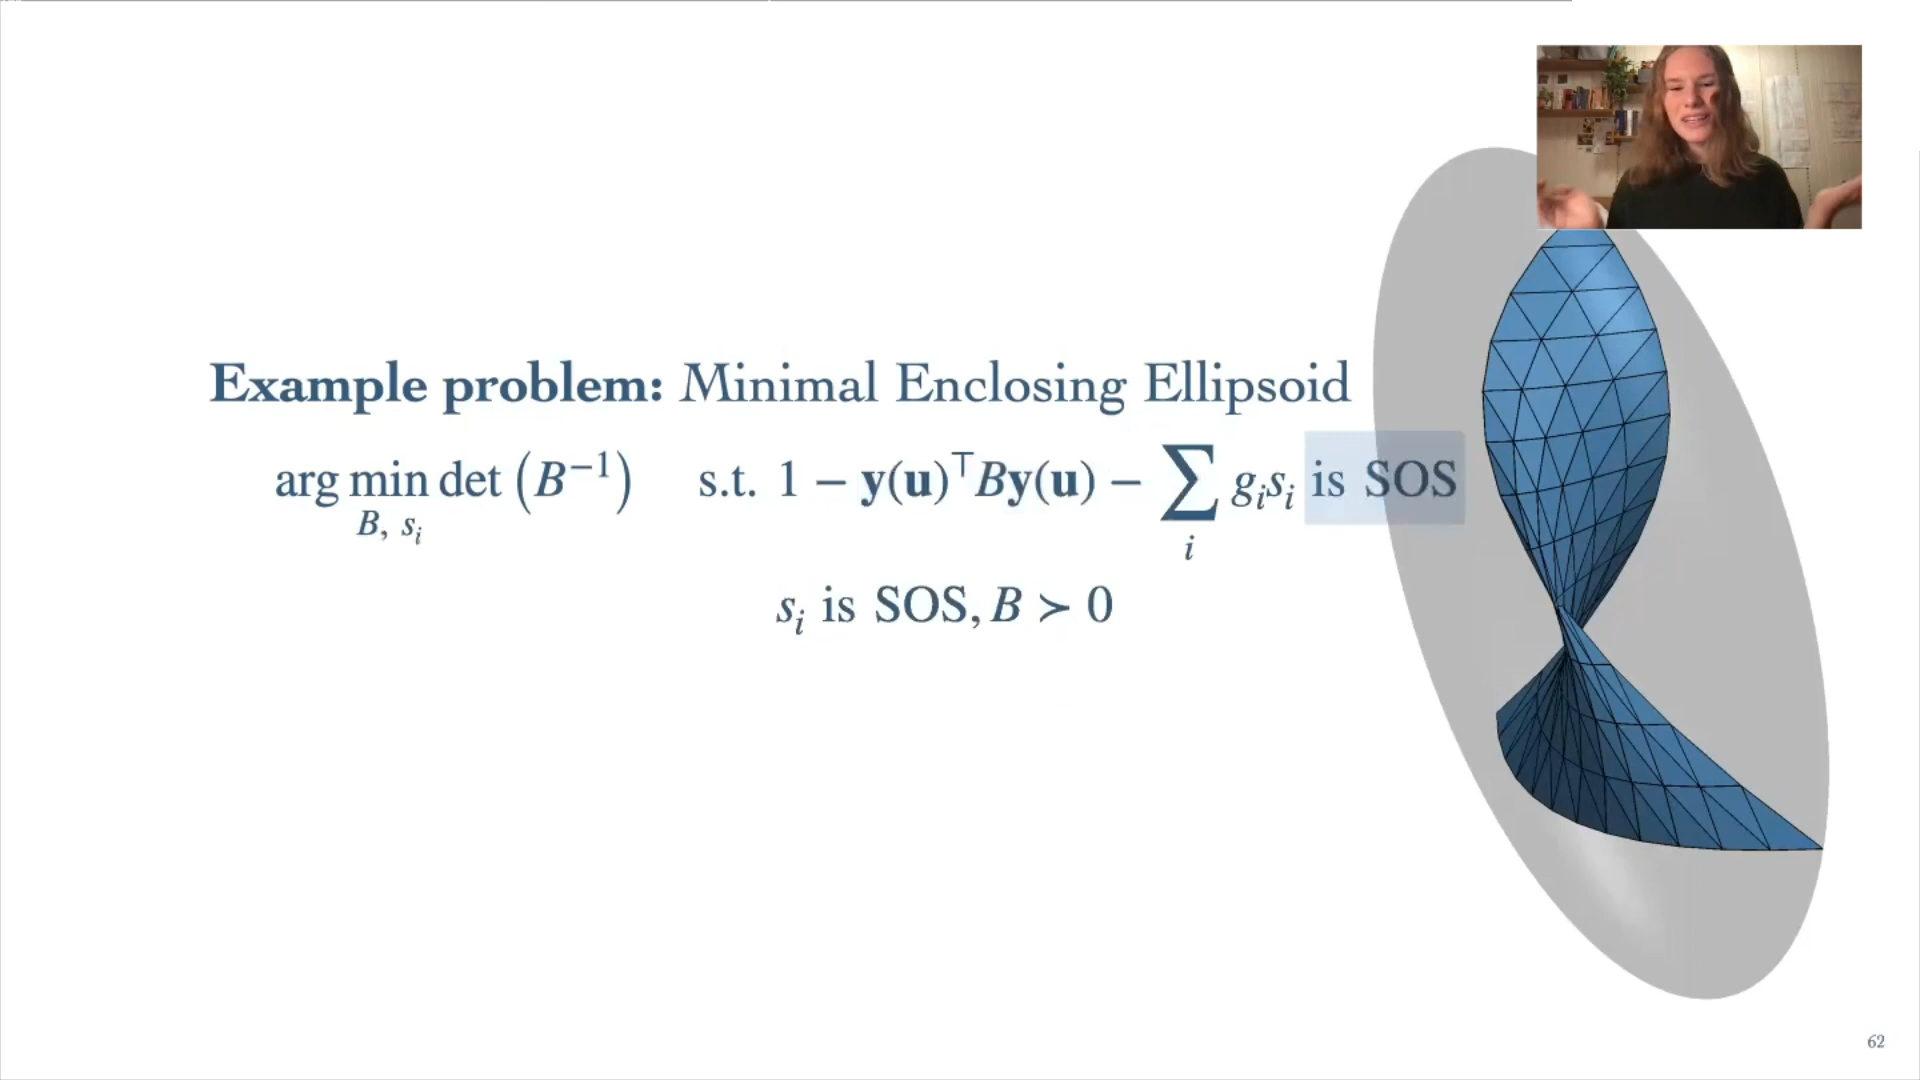 Example problem: Minimal Enclosing Ellipsoid
arg min det (B⁻¹) s.t. 1 − y(u)ᵀBy(u) − ∑ gᵢsᵢ is SOS
B, sᵢ i
sᵢ is SOS, B ≻ 0
62